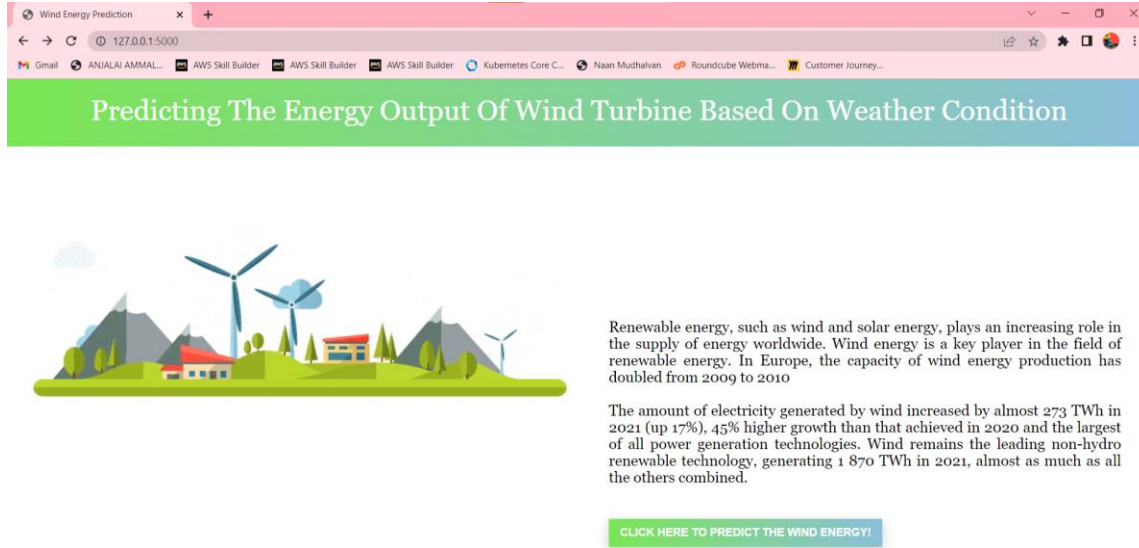 Wind Energy Prediction
127.0.0.1:5000
Gmail ANJALAI AMMAL... AWS Skill Builder AWS Skill Builder AWS Skill Builder Kubernetes Core C... Naan Mudhalvan Roundcube Webma... Customer Journey...
Predicting The Energy Output Of Wind Turbine Based On Weather Condition
Renewable energy, such as wind and solar energy, plays an increasing role in
the supply of energy worldwide. Wind energy is a key player in the field of
renewable energy. In Europe, the capacity of wind energy production has
doubled from 2009 to 2010
The amount of electricity generated by wind increased by almost 273 TWh in
2021 (up 17%), 45% higher growth than that achieved in 2020 and the largest
of all power generation technologies. Wind remains the leading non-hydro
renewable technology, generating 1 870 TWh in 2021, almost as much as all
the others combined.
CLICK HERE TO PREDICT THE WIND ENERGY!